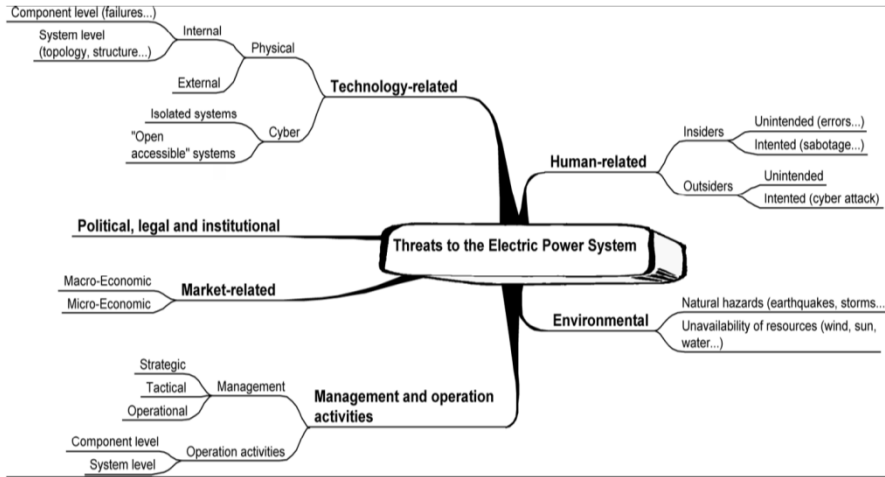 Component level (failures...)
System level
(topology, structure...)
Internal
External
Physical
Isolated systems
"Open
accessible" systems
Cyber
Technology-related
Political, legal and institutional
Macro-Economic
Micro-Economic
Market-related
Strategic
Tactical
Operational
Management
Component level
System level
Operation activities
Management and operation
activities
Threats to the Electric Power System
Human-related
Insiders
Unintended (errors...)
Intented (sabotage...)
Outsiders
Unintended
Intented (cyber attack)
Environmental
Natural hazards (earthquakes, storms...
Unavailability of resources (wind, sun,
water...)